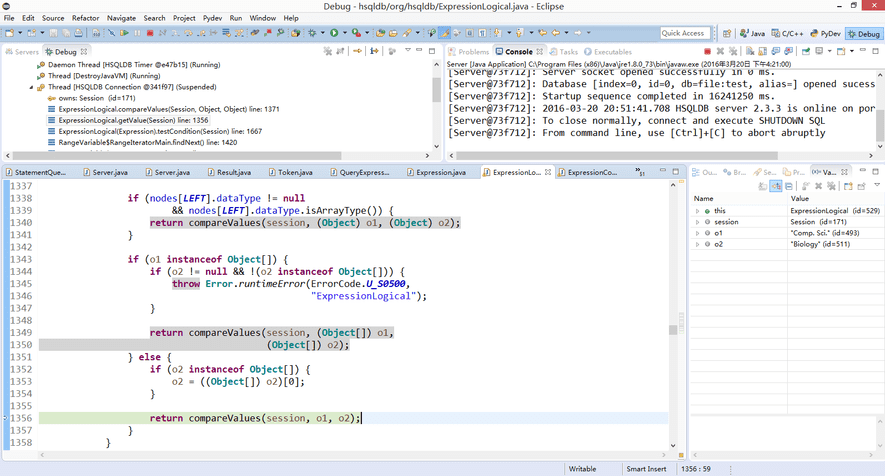 Debug - hsqldb/org/hsqldb/ExpressionLogical.java - Eclipse
File Edit Source Refactor Navigate Search Project Pydev Run Window Help
Quick Access Java C/C++ PyDev Debug
Servers Debug
Daemon Thread [HSQLDB Timer @e47b15] (Running)
Thread [DestroyJavaVM] (Running)
Thread [HSQLDB Connection @341f97] (Suspended)
owns: Session (id=171)
ExpressionLogical.compareValues(Session, Object, Object) line: 1371
ExpressionLogical.getValue(Session) line: 1356
ExpressionLogical(Expression).testCondition(Session) line: 1667
RangeVariable$RangeIteratorMain.findNext() line: 1420
Problems Console Tasks Executables
Server [Java Application] C:\Program Files (x86)\Java\jre1.8.0_73\bin\javaw.exe (2016年3月20日 下午4:21:00)
[Server@73f712]: Server socket opened successfully in 0 ms.
[Server@73f712]: Database [index=0, id=0, db=file:test, alias=] opened sucess
[Server@73f712]: Startup sequence completed in 16241250 ms.
[Server@73f712]: 2016-03-20 20:51:41.708 HSQLDB server 2.3.3 is online on por
[Server@73f712]: To close normally, connect and execute SHUTDOWN SQL
[Server@73f712]: From command line, use [Ctrl]+[C] to abort abruptly
StatementQue... Server.java Server.java Result.java Token.java QueryExpress... Expression.java ExpressionLo... ExpressionCo... »11
1337
1338 if (nodes[LEFT].dataType != null
1339 && nodes[LEFT].dataType.isArrayType()) {
1340 return compareValues(session, (Object) o1, (Object) o2);
1341 }
1342
1343 if (o1 instanceof Object[]) {
1344 if (o2 != null && !(o2 instanceof Object[])) {
1345 throw Error.runtimeError(ErrorCode.U_S0500,
1346 "ExpressionLogical");
1347 }
1348
1349 return compareValues(session, (Object[]) o1,
1350 (Object[]) o2);
1351 } else {
1352 if (o2 instanceof Object[]) {
1353 o2 = ((Object[]) o2)[0];
1354 }
1355
1356 return compareValues(session, o1, o2);
1357 }
1358 }
Ou... Br... Se... Pr... (x)= Va...
Name Value
this ExpressionLogical (id=529)
session Session (id=171)
o1 "Comp. Sci." (id=493)
o2 "Biology" (id=511)
Writable Smart Insert 1356 : 59